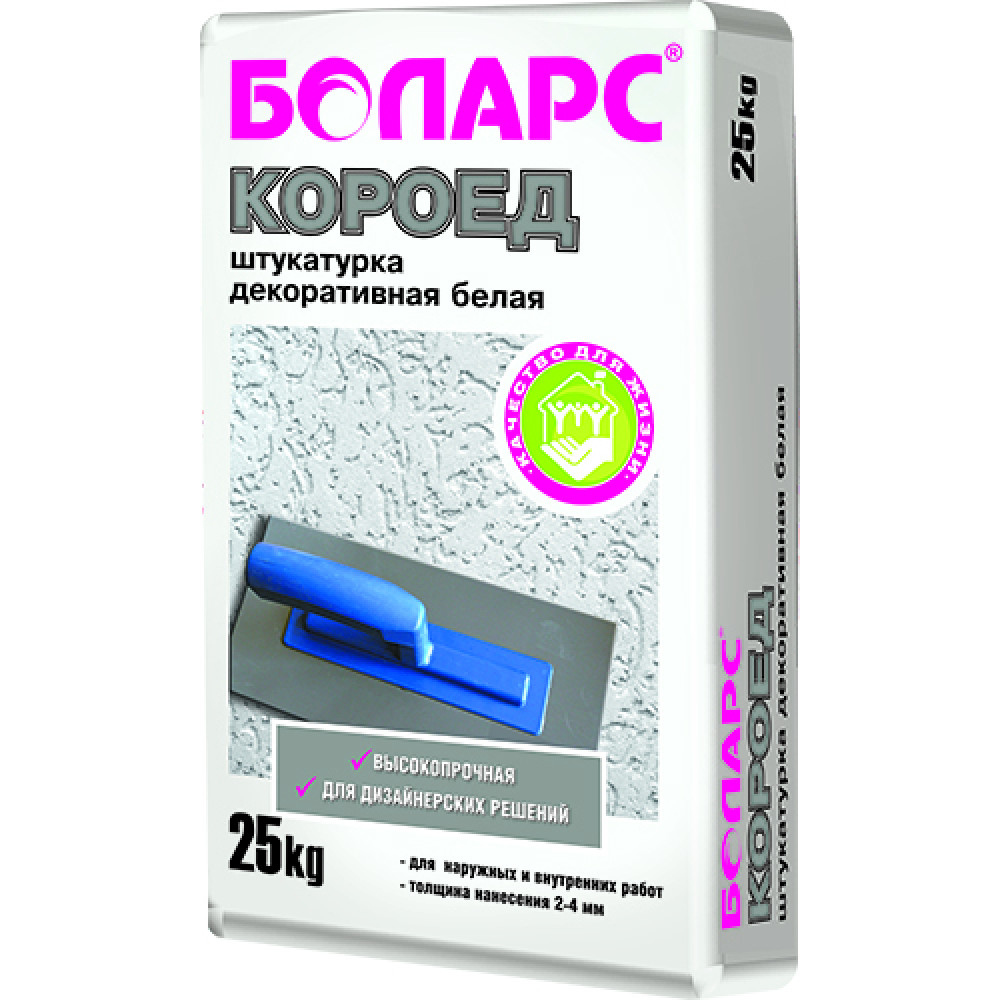 БОЛАРС®
КОРОЕД
штукатурка
декоративная белая
· КАЧЕСТВО ДЛЯ ЖИЗНИ ·
ВЫСОКОПРОЧНАЯ
ДЛЯ ДИЗАЙНЕРСКИХ РЕШЕНИЙ
25kg
- для наружных и внутренних работ
- толщина нанесения 2-4 мм
25kg
БОЛАРС®
КОРОЕД
штукатурка декоративная белая